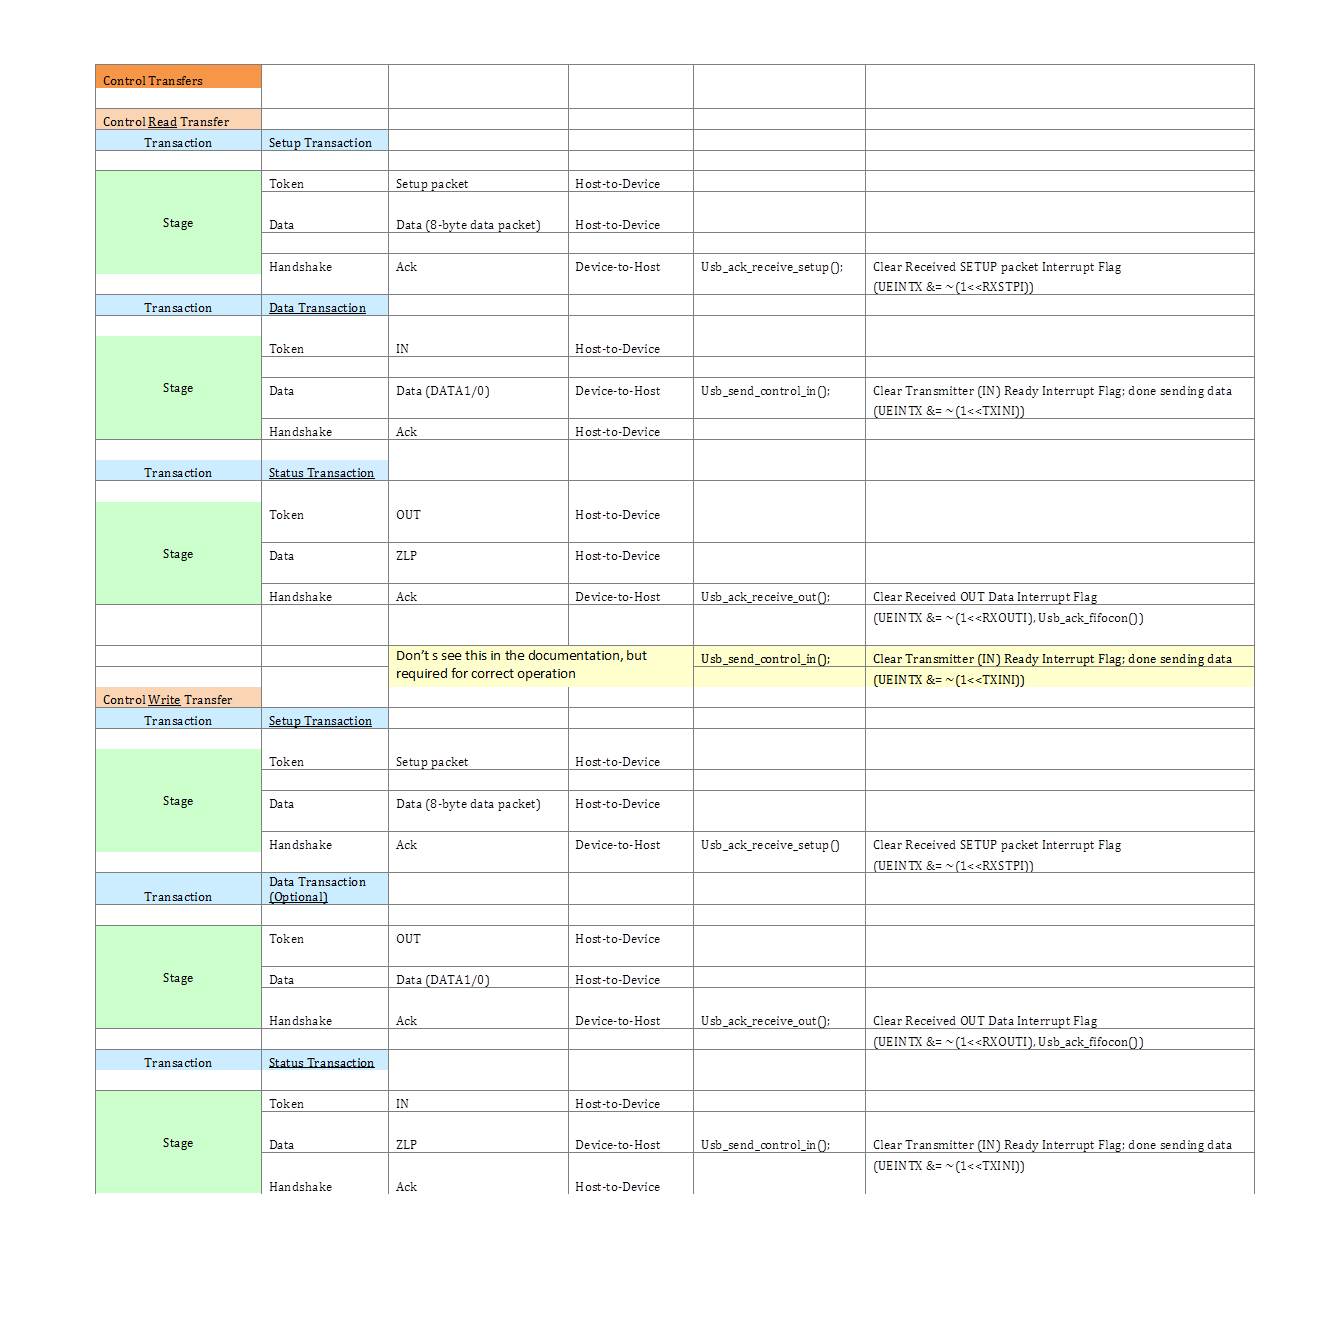 Control Transfers
Control Read Transfer
Transaction Setup Transaction
Token Setup packet Host-to-Device
Stage
Data Data (8-byte data packet) Host-to-Device
Handshake Ack Device-to-Host Usb_ack_receive_setup(); Clear Received SETUP packet Interrupt Flag
(UEINTX &= ~(1<<RXSTPI))
Transaction Data Transaction
Token IN Host-to-Device
Stage
Data Data (DATA1/0) Device-to-Host Usb_send_control_in(); Clear Transmitter (IN) Ready Interrupt Flag; done sending data
(UEINTX &= ~(1<<TXINI))
Handshake Ack Host-to-Device
Transaction Status Transaction
Token OUT Host-to-Device
Stage
Data ZLP Host-to-Device
Handshake Ack Device-to-Host Usb_ack_receive_out(); Clear Received OUT Data Interrupt Flag
(UEINTX &= ~(1<<RXOUTI), Usb_ack_fifocon())
Don't s see this in the documentation, but Usb_send_control_in(); Clear Transmitter (IN) Ready Interrupt Flag; done sending data
required for correct operation (UEINTX &= ~(1<<TXINI))
Control Write Transfer
Transaction Setup Transaction
Token Setup packet Host-to-Device
Stage
Data Data (8-byte data packet) Host-to-Device
Handshake Ack Device-to-Host Usb_ack_receive_setup() Clear Received SETUP packet Interrupt Flag
(UEINTX &= ~(1<<RXSTPI))
Data Transaction
Transaction (Optional)
Token OUT Host-to-Device
Stage
Data Data (DATA1/0) Host-to-Device
Handshake Ack Device-to-Host Usb_ack_receive_out(); Clear Received OUT Data Interrupt Flag
(UEINTX &= ~(1<<RXOUTI), Usb_ack_fifocon())
Transaction Status Transaction
Token IN Host-to-Device
Stage
Data ZLP Device-to-Host Usb_send_control_in(); Clear Transmitter (IN) Ready Interrupt Flag; done sending data
(UEINTX &= ~(1<<TXINI))
Handshake Ack Host-to-Device